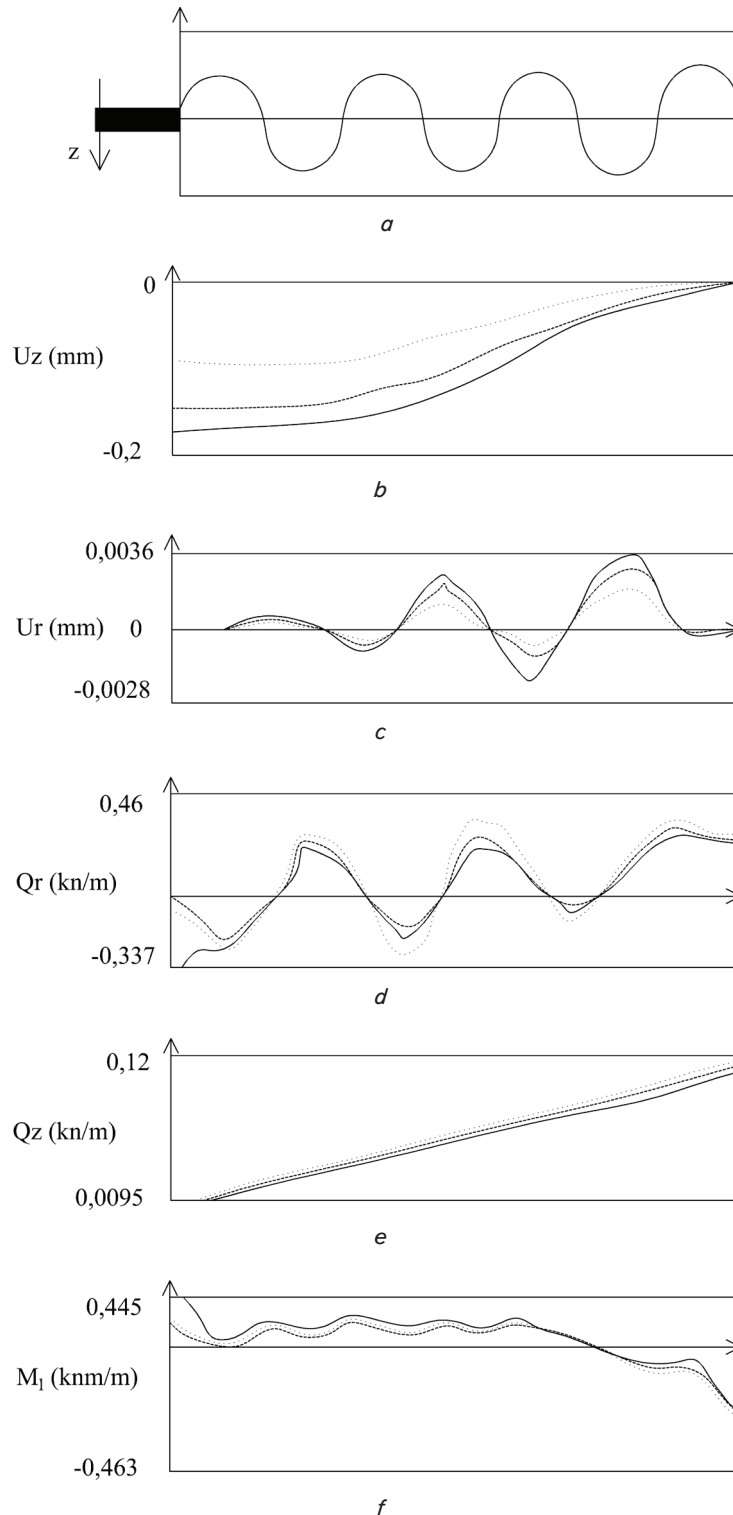 z
a
0
Uz (mm)
-0,2
b
0,0036
Ur (mm) 0
-0,0028
c
0,46
Qr (kn/m)
-0,337
d
0,12
Qz (kn/m)
0,0095
e
0,445
M₁ (knm/m)
-0,463
f